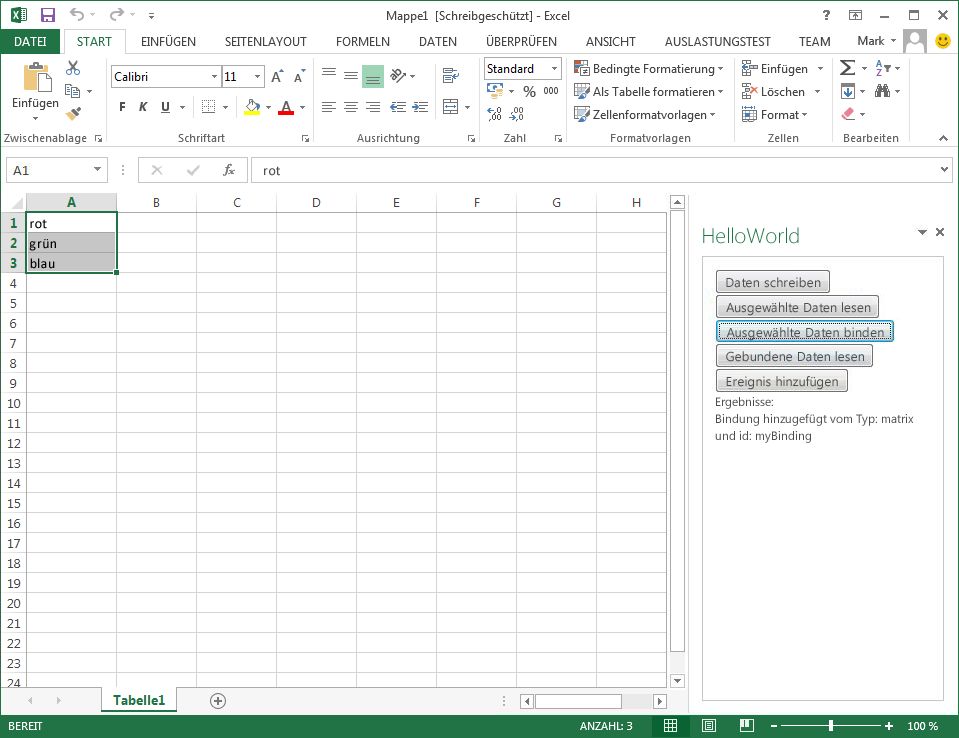 Mappe1 [Schreibgeschützt] - Excel
?
DATEI START EINFÜGEN SEITENLAYOUT FORMELN DATEN ÜBERPRÜFEN ANSICHT AUSLASTUNGSTEST TEAM Mark
Einfügen
Calibri 11
F K U A
Standard
% 000
Bedingte Formatierung
Als Tabelle formatieren
Zellenformatvorlagen
Einfügen
Löschen
Format
Zwischenablage Schriftart Ausrichtung Zahl Formatvorlagen Zellen Bearbeiten
A1 fx rot
A B C D E F G H
1 rot
2 grün
3 blau
4
5
6
7
8
9
10
11
12
13
14
15
16
17
18
19
20
21
22
23
24
HelloWorld
Daten schreiben
Ausgewählte Daten lesen
Ausgewählte Daten binden
Gebundene Daten lesen
Ereignis hinzufügen
Ergebnisse:
Bindung hinzugefügt vom Typ: matrix
und id: myBinding
Tabelle1
BEREIT ANZAHL: 3 100 %